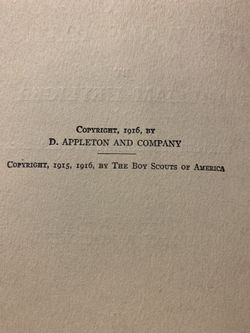 Copyright, 1916, by
D. APPLETON AND COMPANY
Copyright, 1915, 1916, by The Boy Scouts of America